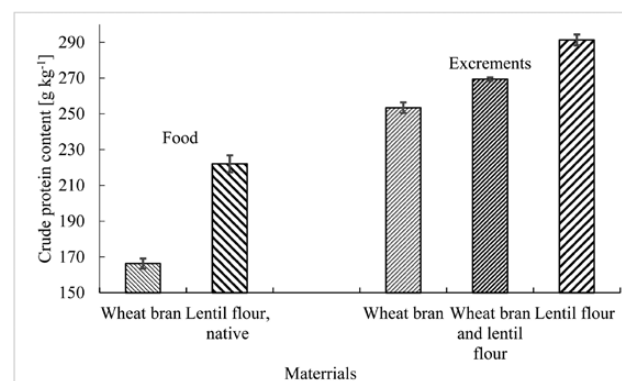 Crude protein content [g kg⁻¹]
290
270
250
230
210
190
170
150
Food
Excrements
Wheat bran
Lentil flour,
native
Wheat bran
Wheat bran
and lentil
flour
Lentil flour
Materrials